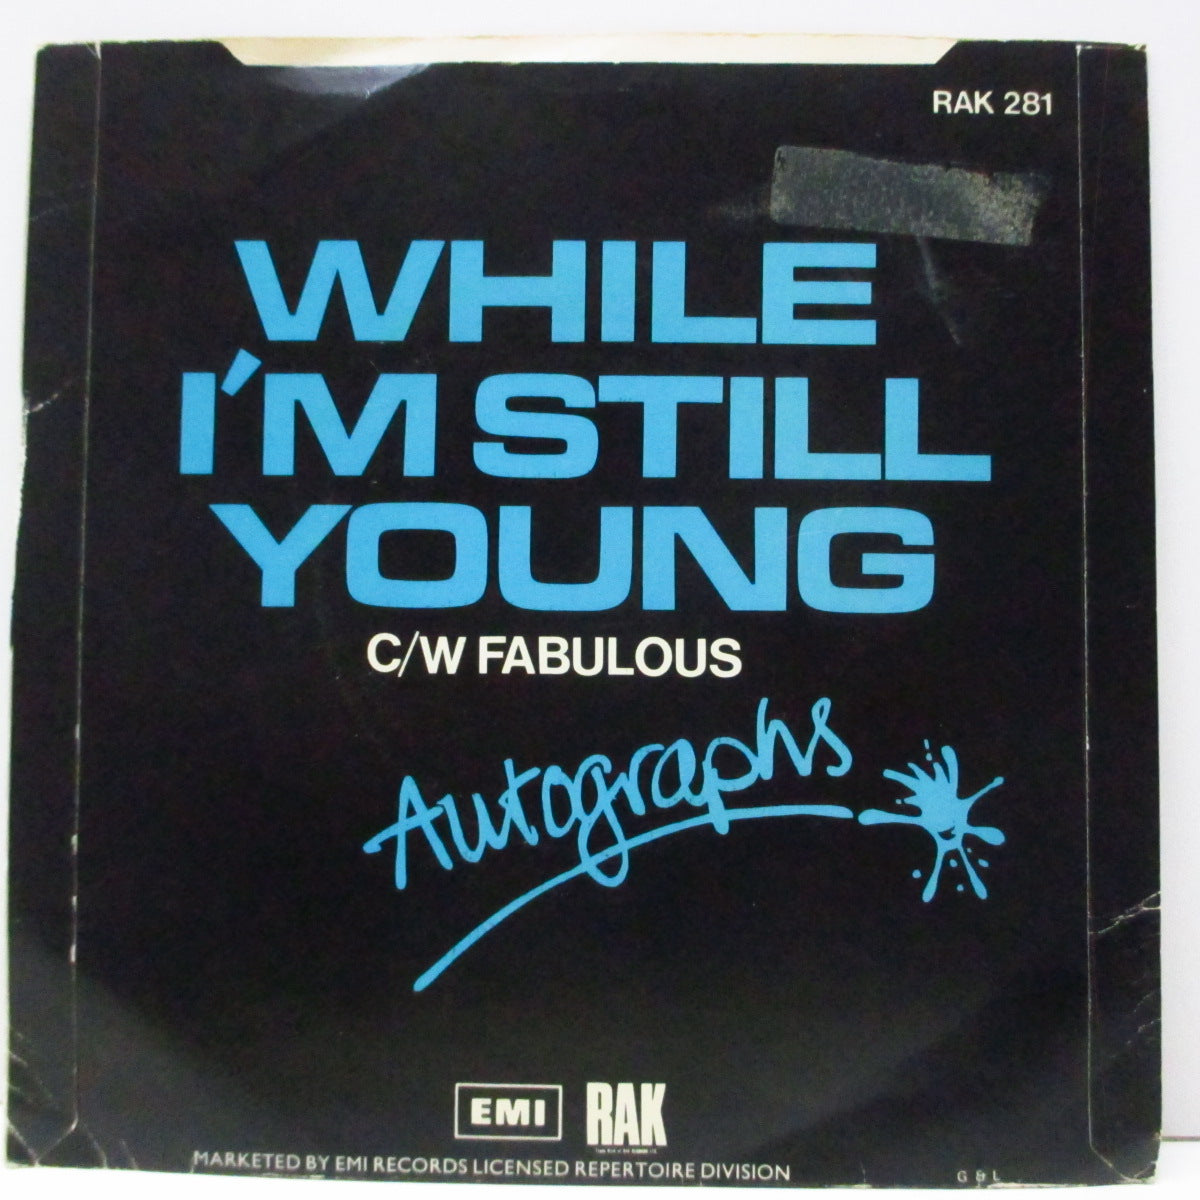 RAK 281
WHILE
I'M STILL
YOUNG
C/W FABULOUS
Autographs
EMI RAK
MARKETED BY EMI RECORDS LICENSED REPERTOIRE DIVISION
G & L